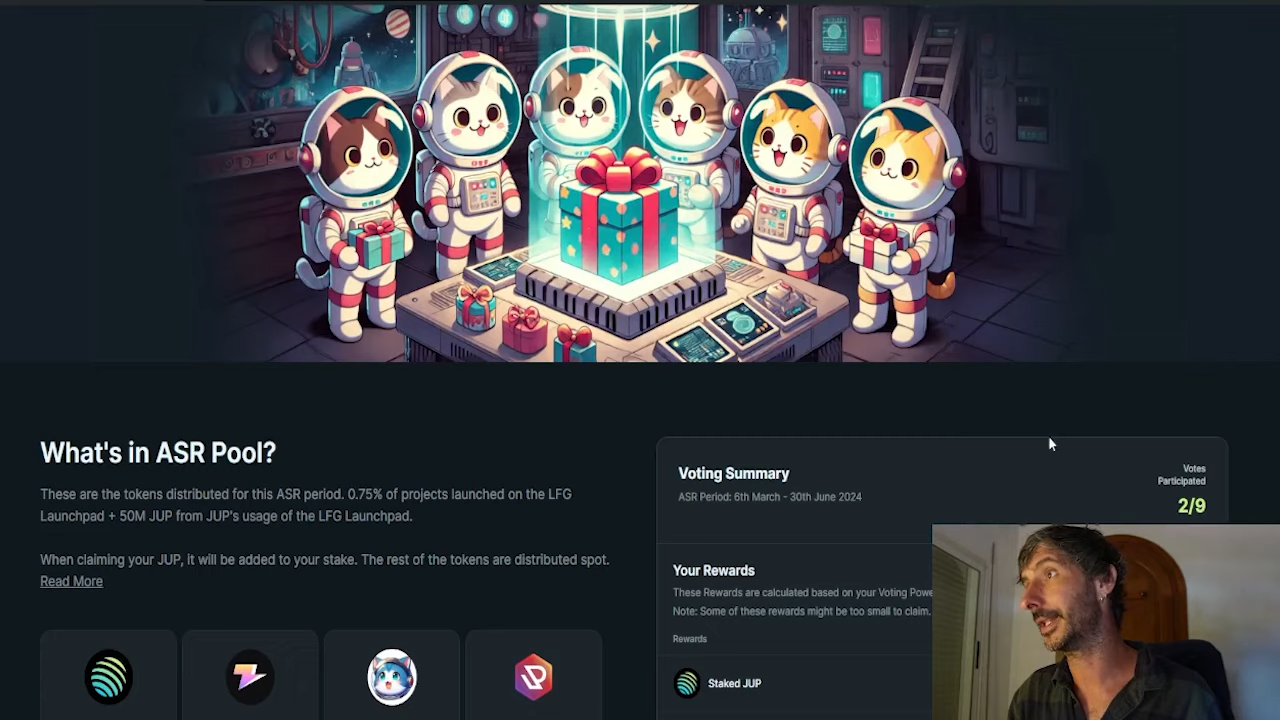 What's in ASR Pool?
These are the tokens distributed for this ASR period. 0.75% of projects launched on the LFG
Launchpad + 50M JUP from JUP's usage of the LFG Launchpad.
When claiming your JUP, it will be added to your stake. The rest of the tokens are distributed spot.
Read More
Voting Summary
ASR Period: 6th March - 30th June 2024
Votes
Participated
2/9
Your Rewards
These Rewards are calculated based on your Voting Powe
Note: Some of these rewards might be too small to claim.
Rewards
Staked JUP